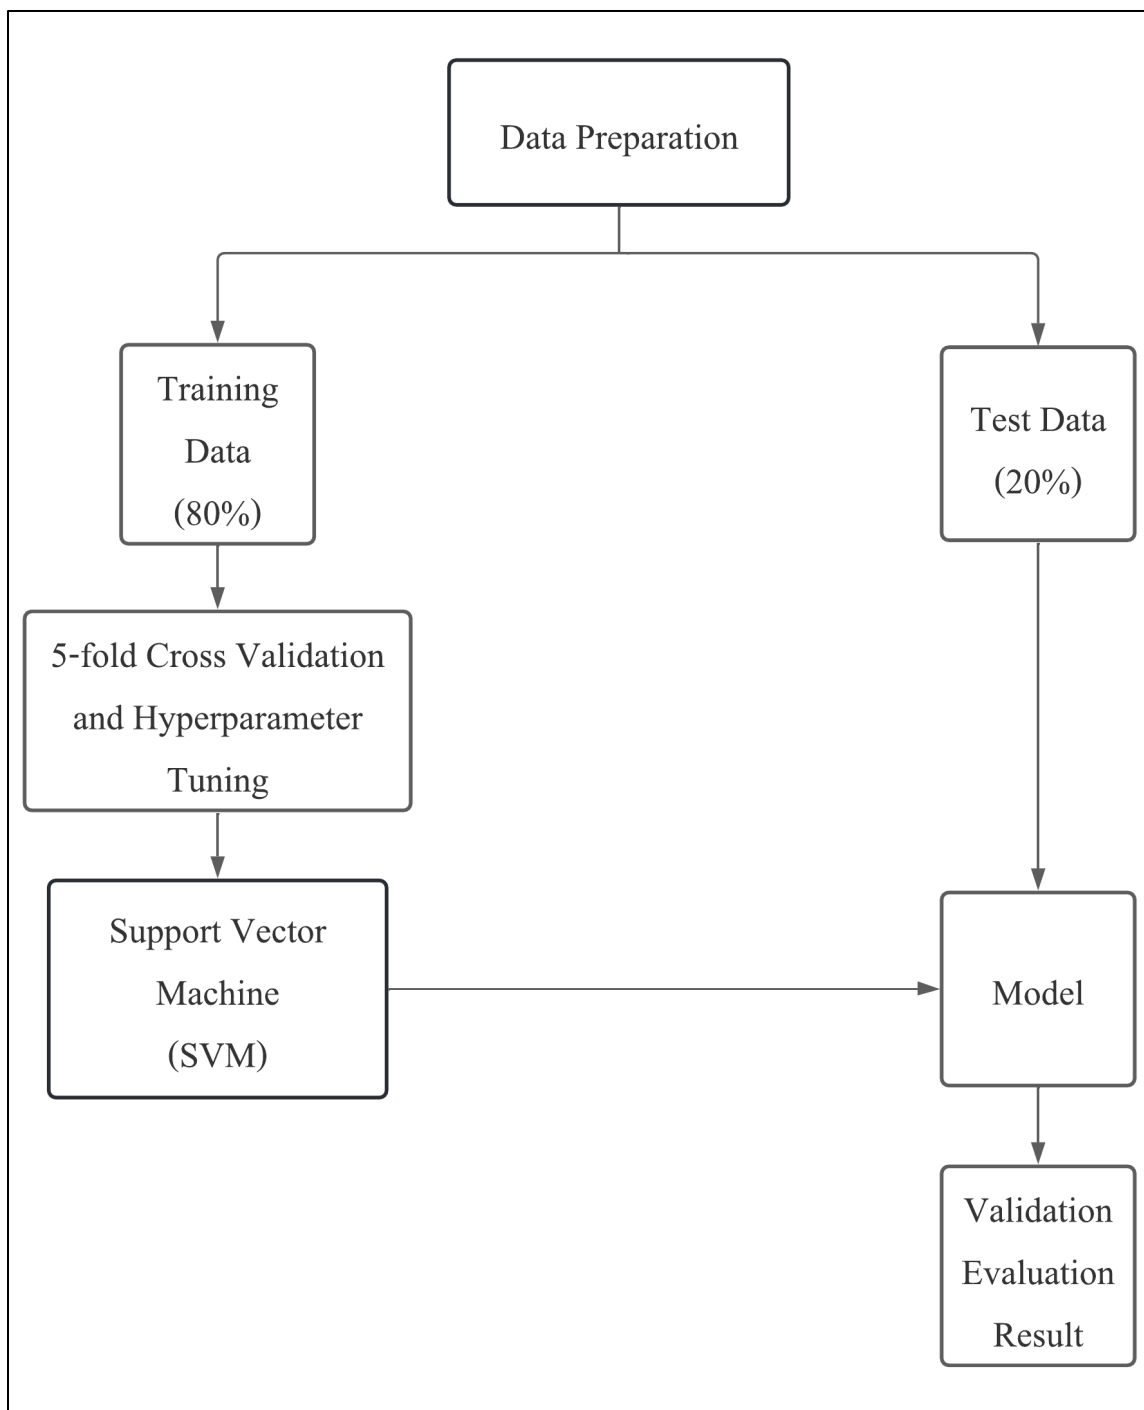 Data Preparation
Training
Data
(80%)
Test Data
(20%)
5-fold Cross Validation
and Hyperparameter
Tuning
Support Vector
Machine
(SVM)
Model
Validation
Evaluation
Result